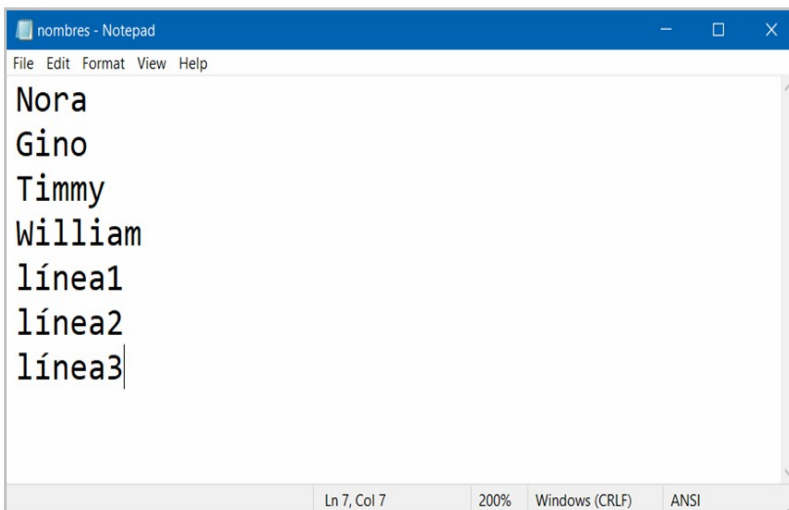 nombres - Notepad
File Edit Format View Help
Nora
Gino
Timmy
William
línea1
línea2
línea3
Ln 7, Col 7 200% Windows (CRLF) ANSI